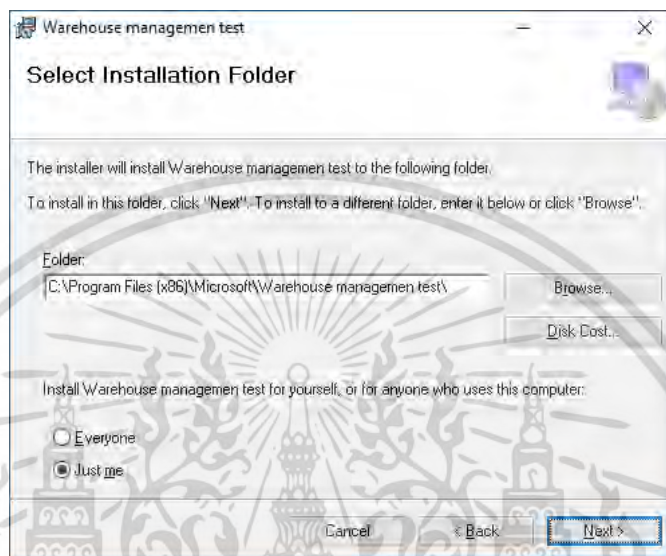 Warehouse managemen test
Select Installation Folder
The installer will install Warehouse managemen test to the following folder.
To install in this folder, click "Next". To install to a different folder, enter it below or click "Browse".
Folder:
C:\Program Files (x86)\Microsoft\Warehouse managemen test\
Browse...
Disk Cost...
Install Warehouse managemen test for yourself, or for anyone who uses this computer:
Everyone
Just me
Cancel < Back Next >